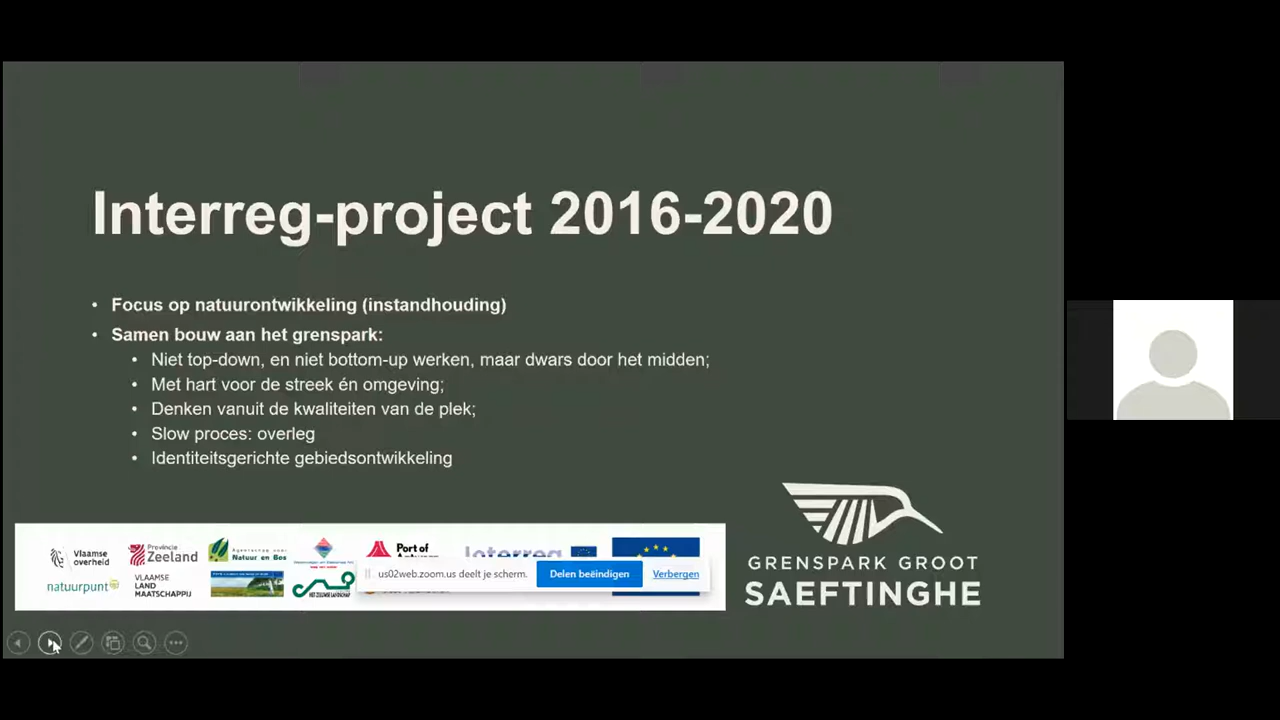 Interreg-project 2016-2020
• Focus op natuurontwikkeling (instandhouding)
• Samen bouw aan het grenspark:
• Niet top-down, en niet bottom-up werken, maar dwars door het midden;
• Met hart voor de streek én omgeving;
• Denken vanuit de kwaliteiten van de plek;
• Slow proces: overleg
• Identiteitsgerichte gebiedsontwikkeling
Vlaamse
overheid
Provincie
Zeeland
Agentschap voor
Natuur en Bos
Port of
Interreg
natuurpunt
VLAAMSE
LAND
MAATSCHAPPIJ
HET ZEEUWSE LANDSCHAP
us02web.zoom.us deelt je scherm.
Delen beëindigen
Verbergen
GRENSPARK GROOT
SAEFTINGHE